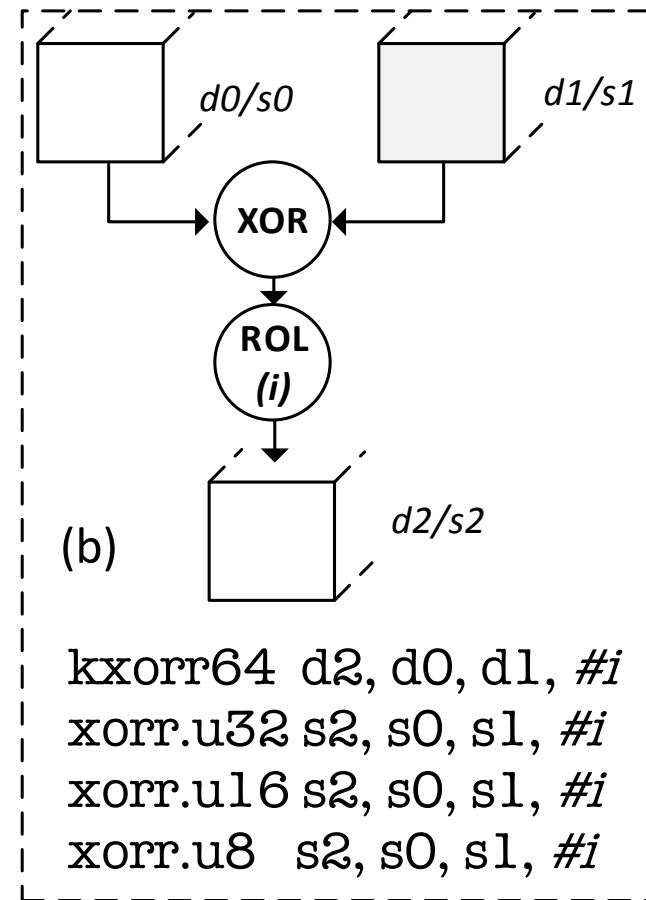 d0/s0
d1/s1
XOR
ROL
(i)
d2/s2
(b)
kxorr64 d2, d0, d1, #i
xorr.u32 s2, s0, s1, #i
xorr.u16 s2, s0, s1, #i
xorr.u8 s2, s0, s1, #i